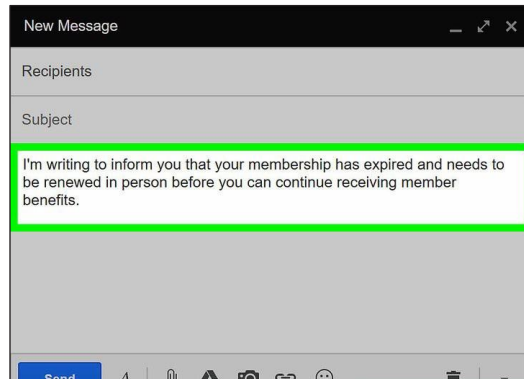 New Message
Recipients
Subject
I'm writing to inform you that your membership has expired and needs to
be renewed in person before you can continue receiving member
benefits.
Send